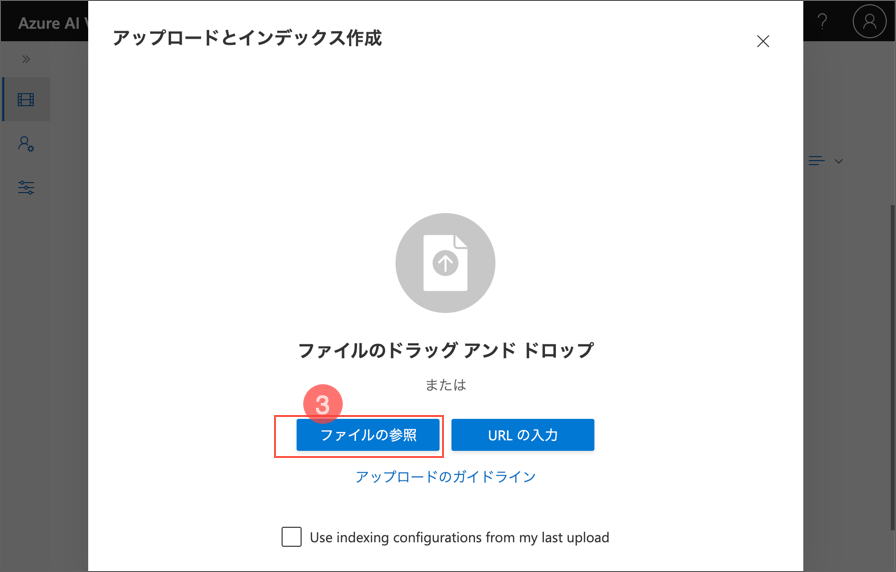 Azure AI
アップロードとインデックス作成
ファイルのドラッグ アンド ドロップ
または
3
ファイルの参照
URL の入力
アップロードのガイドライン
Use indexing configurations from my last upload